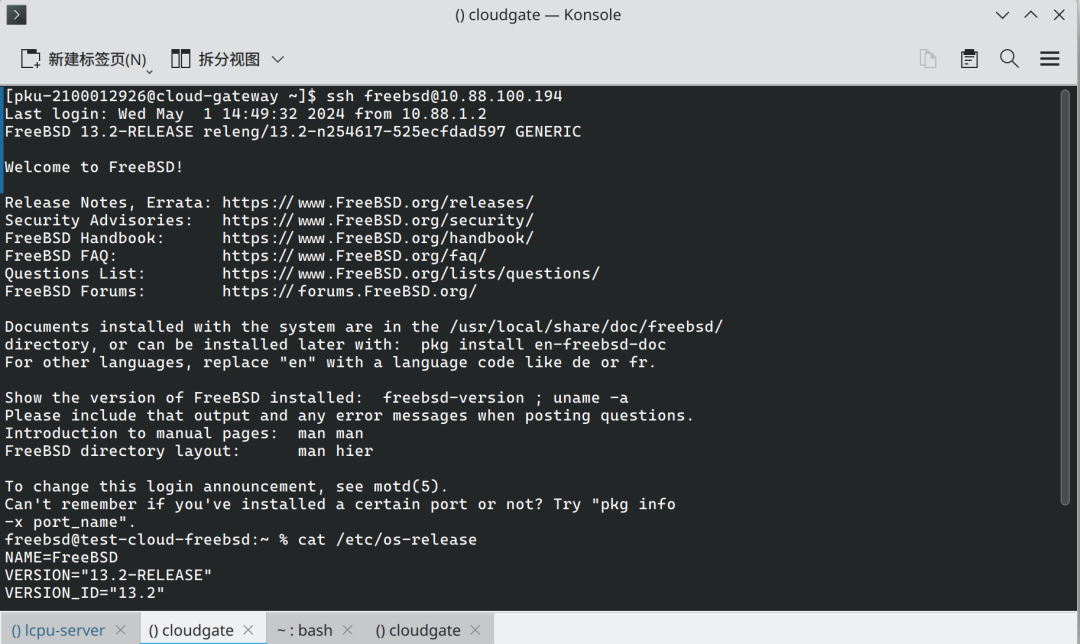 () cloudgate — Konsole
新建标签页(N) 拆分视图
[pku-2100012926@cloud-gateway ~]$ ssh freebsd@10.88.100.194
Last login: Wed May  1 14:49:32 2024 from 10.88.1.2
FreeBSD 13.2-RELEASE releng/13.2-n254617-525ecfdad597 GENERIC
Welcome to FreeBSD!
Release Notes, Errata: https://www.FreeBSD.org/releases/
Security Advisories:   https://www.FreeBSD.org/security/
FreeBSD Handbook:      https://www.FreeBSD.org/handbook/
FreeBSD FAQ:           https://www.FreeBSD.org/faq/
Questions List:        https://www.FreeBSD.org/lists/questions/
FreeBSD Forums:        https://forums.FreeBSD.org/
Documents installed with the system are in the /usr/local/share/doc/freebsd/
directory, or can be installed later with:  pkg install en-freebsd-doc
For other languages, replace "en" with a language code like de or fr.
Show the version of FreeBSD installed:  freebsd-version ; uname -a
Please include that output and any error messages when posting questions.
Introduction to manual pages:  man man
FreeBSD directory layout:      man hier
To change this login announcement, see motd(5).
Can't remember if you've installed a certain port or not? Try "pkg info
-x port_name".
freebsd@test-cloud-freebsd:~ % cat /etc/os-release
NAME=FreeBSD
VERSION="13.2-RELEASE"
VERSION_ID="13.2"
() lcpu-server () cloudgate ~ : bash () cloudgate